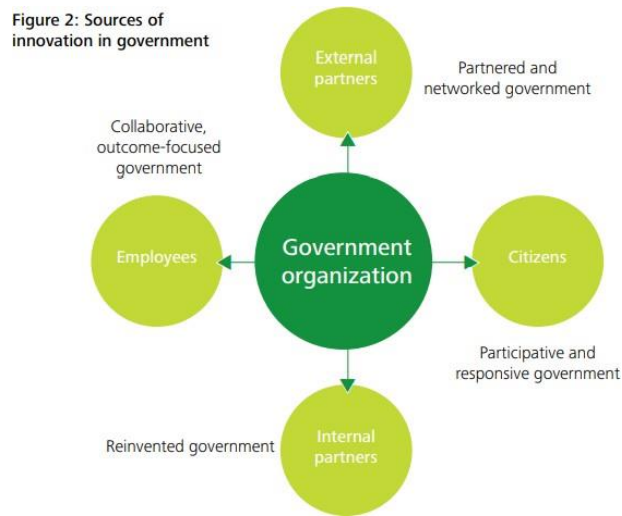 Figure 2: Sources of
innovation in government
External
partners
Partnered and
networked government
Collaborative,
outcome-focused
government
Employees
Government
organization
Citizens
Participative and
responsive government
Reinvented government
Internal
partners